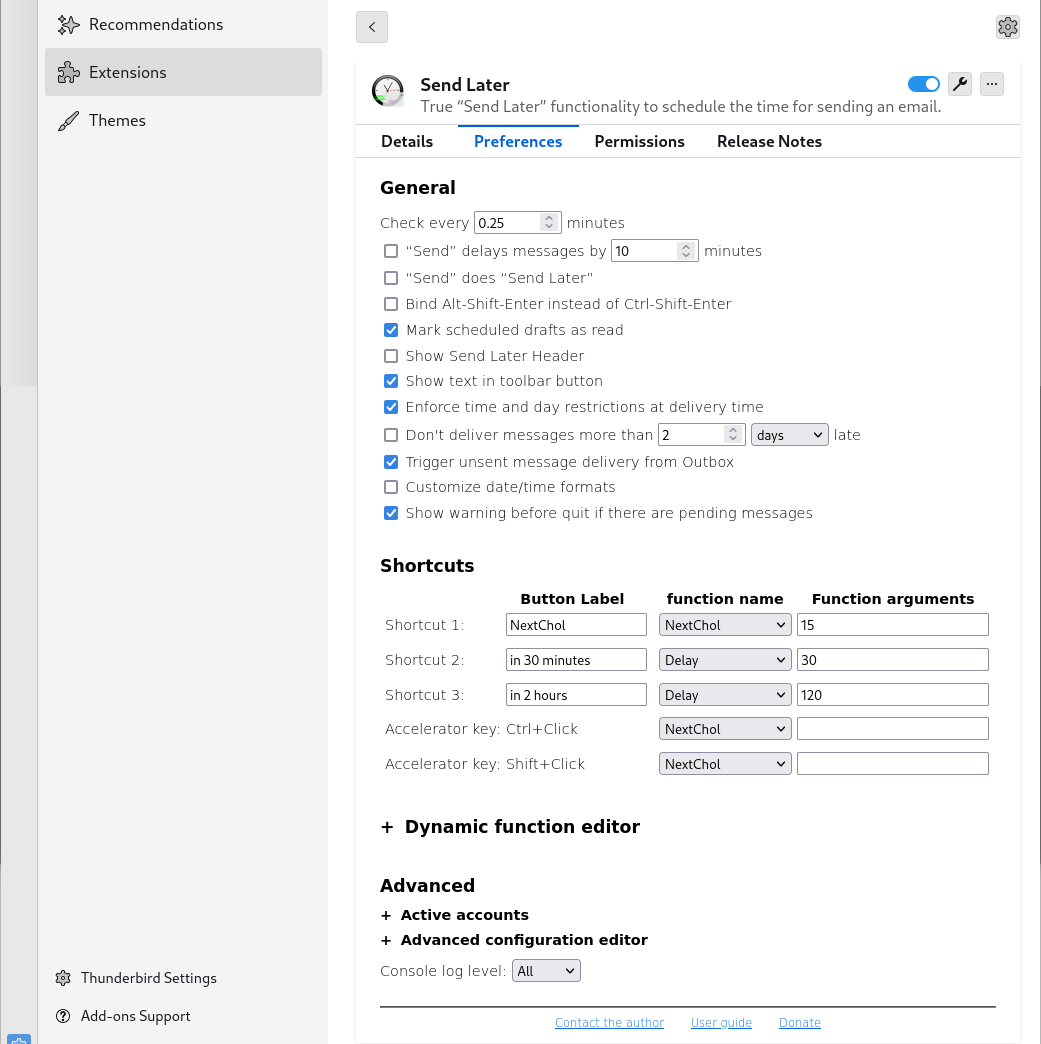 Recommendations
Extensions
Themes
Send Later
True “Send Later” functionality to schedule the time for sending an email.
Details Preferences Permissions Release Notes
General
Check every 0.25 minutes
“Send” delays messages by 10 minutes
“Send” does “Send Later”
Bind Alt-Shift-Enter instead of Ctrl-Shift-Enter
Mark scheduled drafts as read
Show Send Later Header
Show text in toolbar button
Enforce time and day restrictions at delivery time
Don't deliver messages more than 2 days late
Trigger unsent message delivery from Outbox
Customize date/time formats
Show warning before quit if there are pending messages
Shortcuts
Button Label function name Function arguments
Shortcut 1: NextChol NextChol 15
Shortcut 2: in 30 minutes Delay 30
Shortcut 3: in 2 hours Delay 120
Accelerator key: Ctrl+Click NextChol
Accelerator key: Shift+Click NextChol
+ Dynamic function editor
Advanced
+ Active accounts
+ Advanced configuration editor
Console log level: All
Thunderbird Settings
Add-ons Support
Contact the author User guide Donate